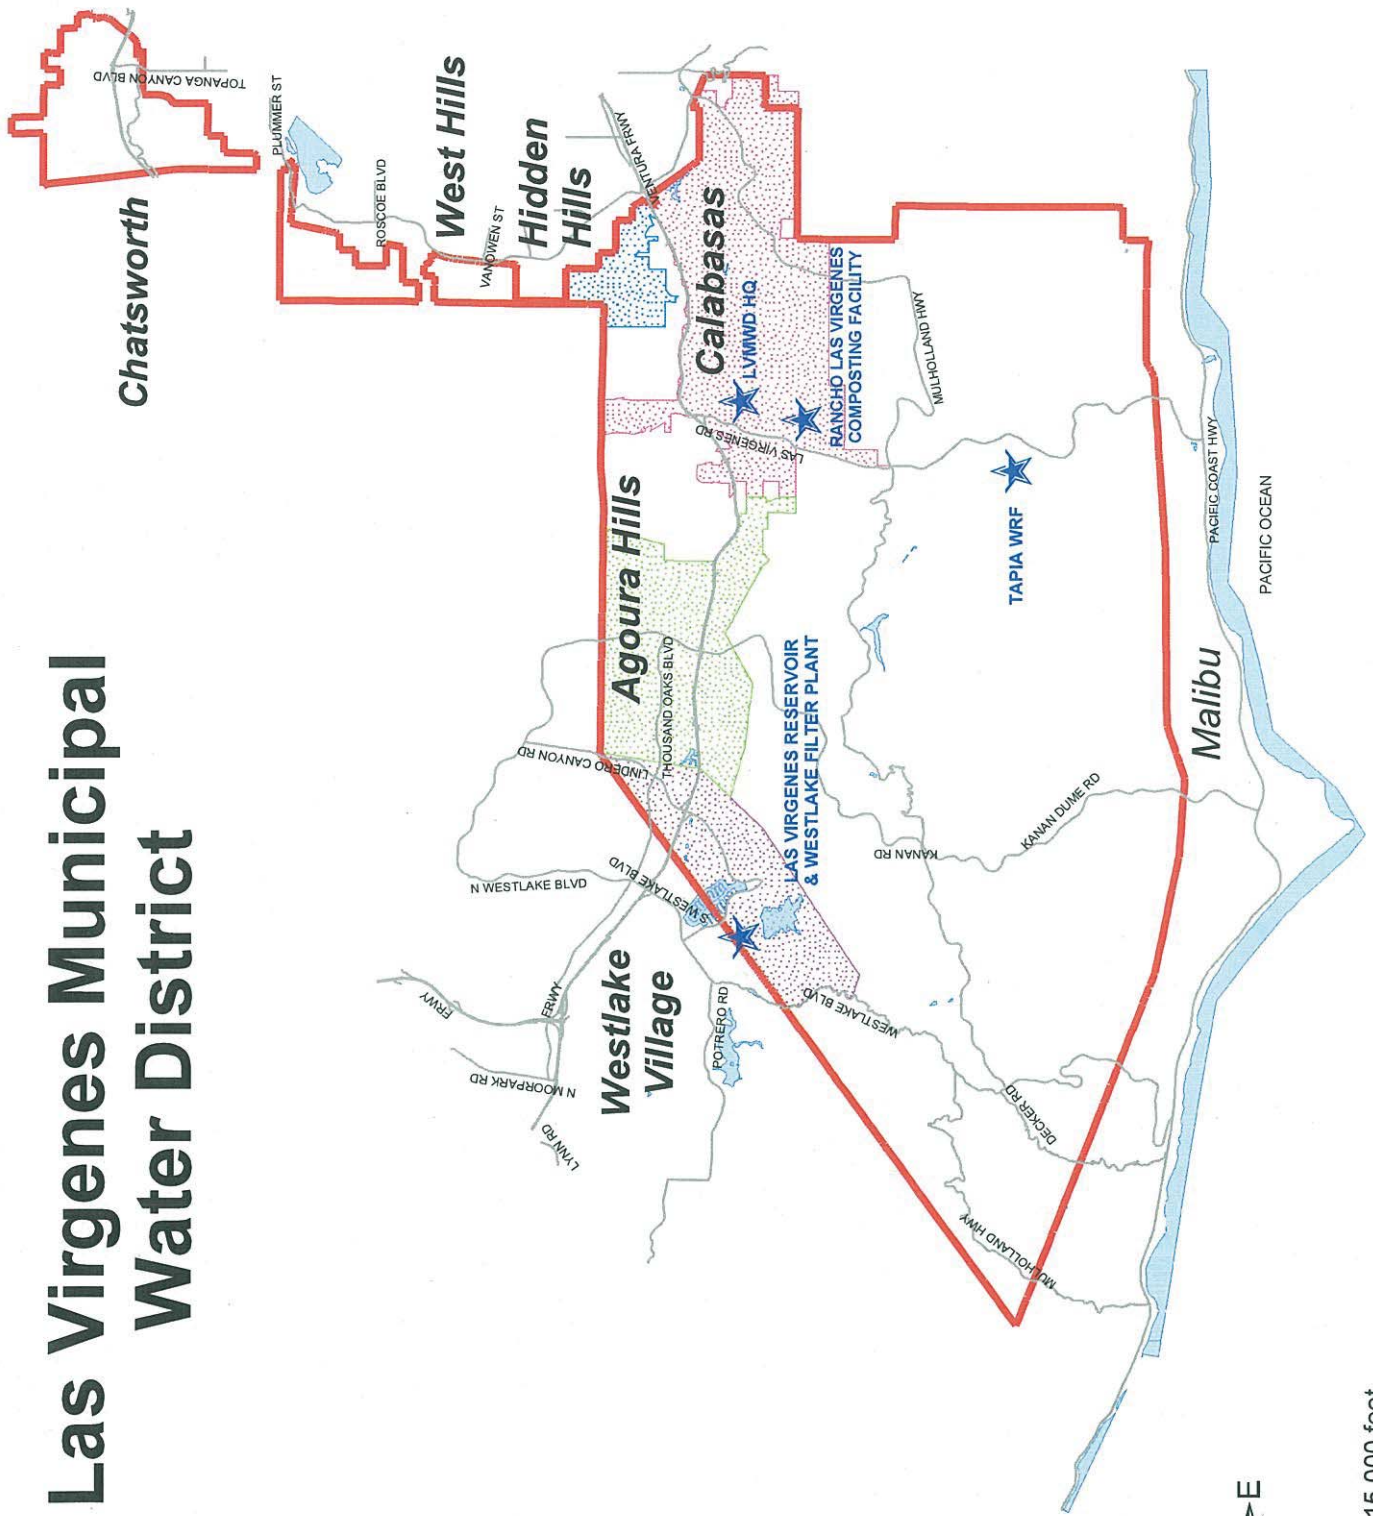 Las Virgenes Municipal
Water District
Chatsworth
TOPANGA CANYON BLVD
PLUMMER ST
ROSCOE BLVD
West Hills
VANOWEN ST
Hidden
Hills
VENTURA FRWY
Calabasas
LVMWD HQ
RANCHO LAS VIRGENES
COMPOSTING FACILITY
MULHOLLAND HWY
LAS VIRGENES RD
Agoura Hills
THOUSAND OAKS BLVD
LINDERO CANYON RD
N WESTLAKE BLVD
S WESTLAKE BLVD
LAS VIRGENES RESERVOIR
& WESTLAKE FILTER PLANT
Westlake
Village
FRWY
FRWY
N MOORPARK RD
LYNN RD
POTRERO RD
WESTLAKE BLVD
KANAN RD
KANAN DUME RD
TAPIA WRF
DECKER RD
MULHOLLAND HWY
Malibu
PACIFIC COAST HWY
PACIFIC OCEAN
E
15,000 feet